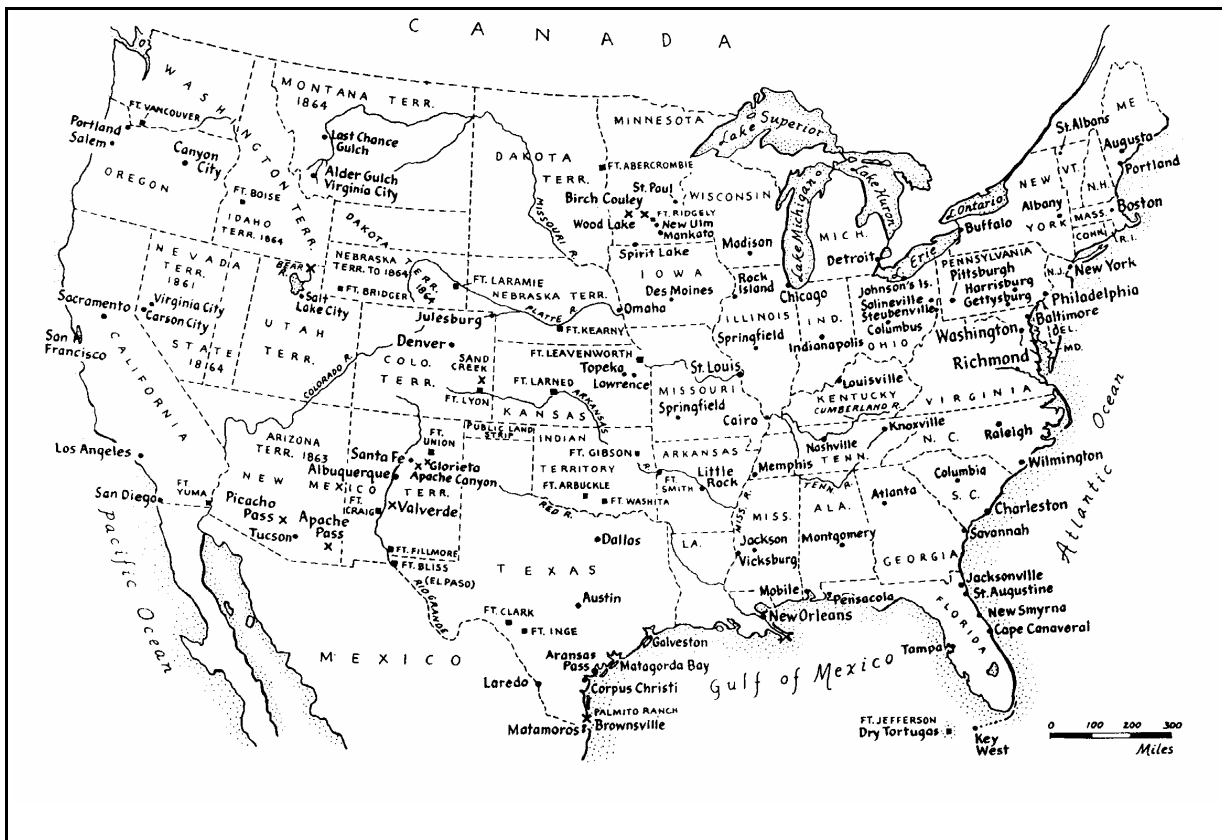 CANADA
WASHINGTON TERR.
MONTANA TERR.
1864
FT. VANCOUVER
Portland
Salem
Canyon
City
OREGON
Last Chance
Gulch
Alder Gulch
Virginia City
FT. BOISE
IDAHO
TERR. 1864
DAKOTA
TERR.
MINNESOTA
Lake Superior
FT. ABERCROMBIE
St. Paul
Birch Couley
WISCONSIN
Wood Lake
FT. RIDGELY
New Ulm
Mankato
Spirit Lake
MISSOURI R.
Lake Michigan
Lake Huron
MICH.
Madison
Detroit
L. Ontario
L. Erie
Buffalo
St. Albans
ME
Augusta
Portland
VT.
N.H.
NEW
YORK
Albany
MASS.
Boston
CONN.
R.I.
NEVADA
TERR.
1861
BEAR
R.
DAKOTA TERR.
1864
NEBRASKA
TERR. TO 1864
FT. BRIDGER
Salt
Lake City
FT. LARAMIE
NEBRASKA TERR.
PLATTE R.
Julesburg
FT. KEARNY
Omaha
IOWA
Des Moines
Rock
Island
Chicago
Johnson's Is.
Salineville
Steubenville
Columbus
OHIO
PENNSYLVANIA
Pittsburgh
Harrisburg
Gettysburg
N.J.
New York
Philadelphia
Baltimore
DEL.
MD.
Washington
Richmond
Sacramento
Virginia City
Carson City
STATE
1864
San
Francisco
CALIFORNIA
UTAH
TERR.
COLORADO R.
Denver
COLO.
TERR.
SAND
CREEK
FT. LYON
FT. LEAVENWORTH
Topeka
Lawrence
FT. LARNED
ARKANSAS
KANSAS
ILLINOIS
Springfield
IND.
Indianapolis
St. Louis
MISSOURI
Springfield
Cairo
Louisville
KENTUCKY
CUMBERLAND R.
VIRGINIA
Los Angeles
ARIZONA
TERR. 1863
NEW
MEXICO
TERR.
FT.
UNION
Santa Fe
Glorieta
Albuquerque
Apache Canyon
PUBLIC LAND
STRIP
INDIAN
TERRITORY
FT. GIBSON
ARKANSAS
FT.
SMITH
Little
Rock
Memphis
Nashville
TENN.
Knoxville
N. C.
Raleigh
Wilmington
San Diego
FT
YUMA
Picacho
Pass
Tucson
Apache
Pass
FT.
CRAIG
Valverde
FT. ARBUCKLE
FT. WASHITA
RED R.
MISS. R.
TENN. R.
Columbia
S. C.
Charleston
Atlanta
Savannah
FT. FILLMORE
FT. BLISS
(EL PASO)
RIO GRANDE
Dallas
TEXAS
Austin
LA.
MISS.
ALA.
Jackson
Vicksburg
Montgomery
GEORGIA
Mobile
Pensacola
New Orleans
Jacksonville
St. Augustine
New Smyrna
Cape Canaveral
FLORIDA
Tampa
FT. CLARK
FT. INGE
Aransas
Pass
Galveston
Matagorda Bay
Corpus Christi
Laredo
PALMITO RANCH
Matamoros
Brownsville
MEXICO
Gulf of Mexico
Pacific Ocean
Atlantic Ocean
FT. JEFFERSON
Dry Tortugas
Key
West
0 100 200 300
Miles